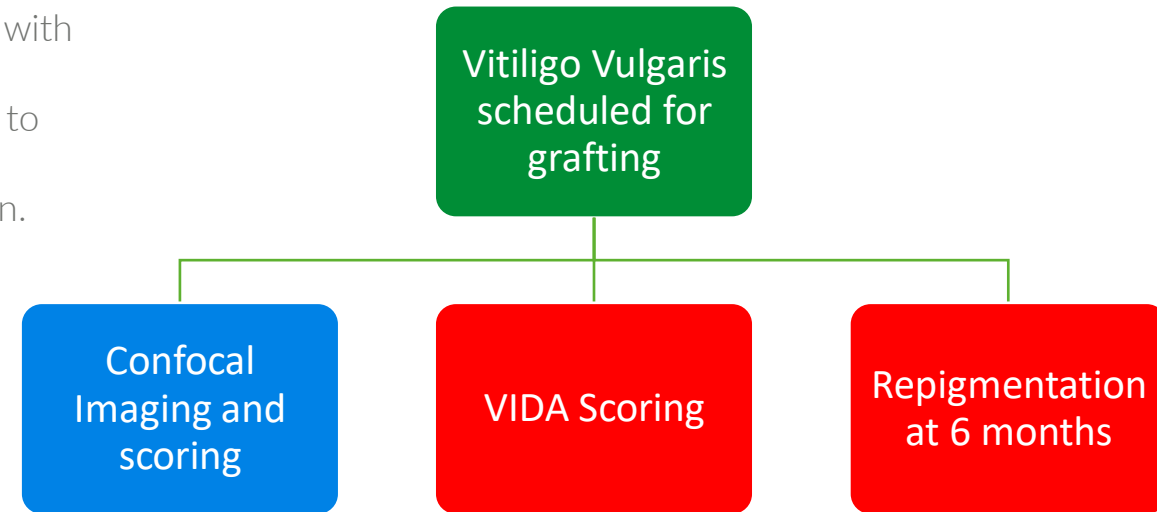 with
to
n.
Vitiligo Vulgaris
scheduled for
grafting
Confocal
Imaging and
scoring
VIDA Scoring
Repigmentation
at 6 months